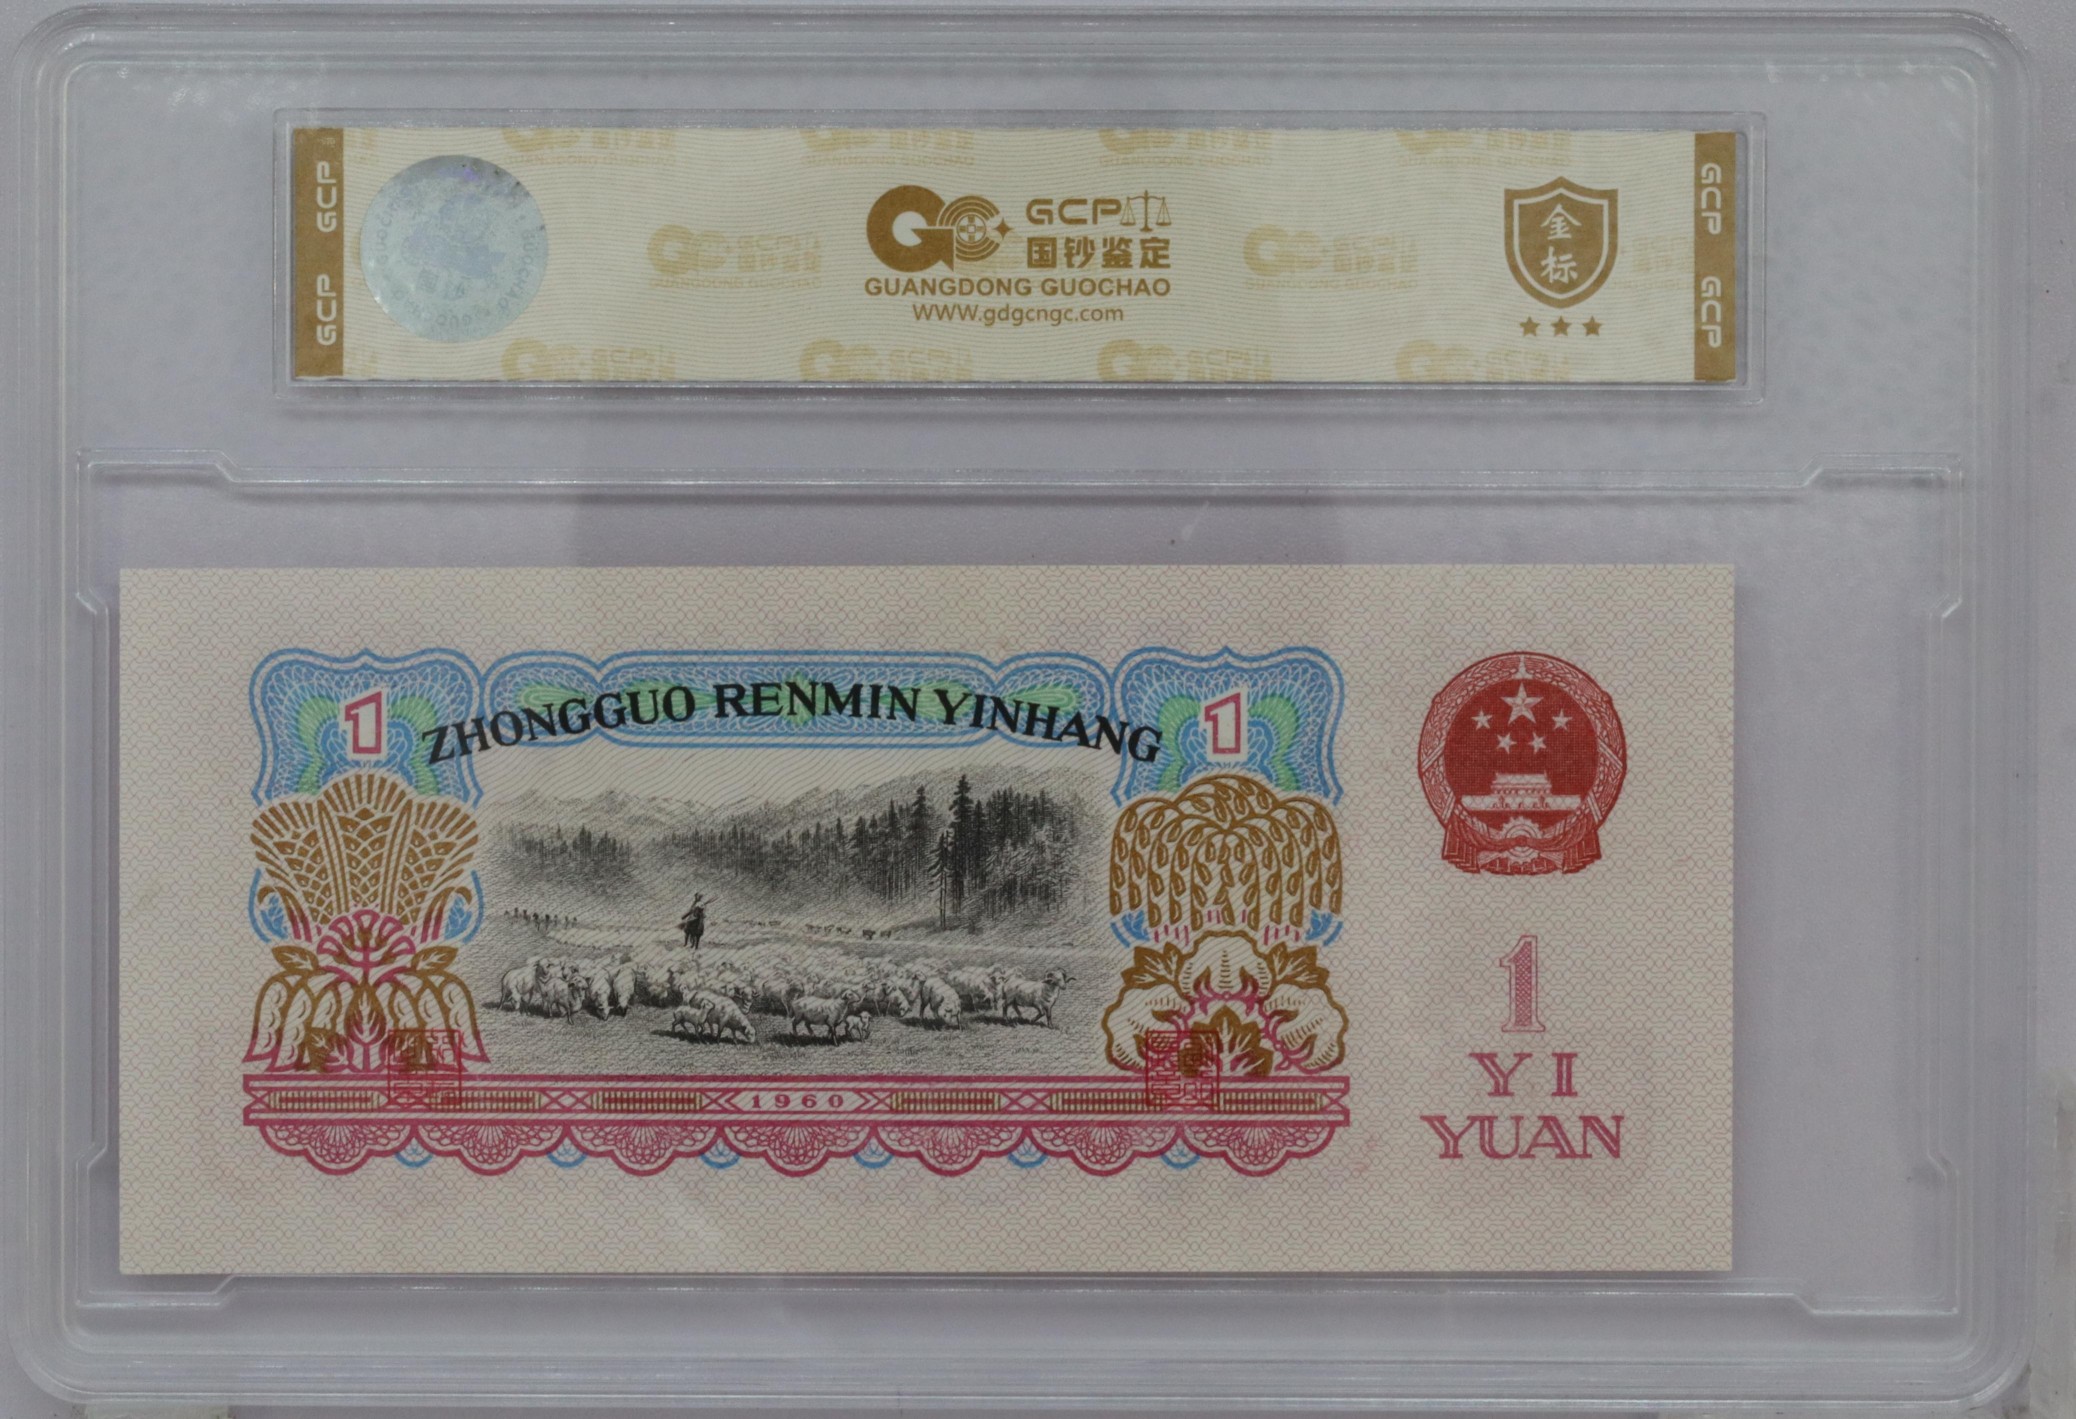 GCP
GCP
GCP
国钞鉴定
GUANGDONG GUOCHAO
www.gdgcngc.com
金标
GCP
GCP
1
ZHONGGUO RENMIN YINHANG
1
1960
1
YI
YUAN